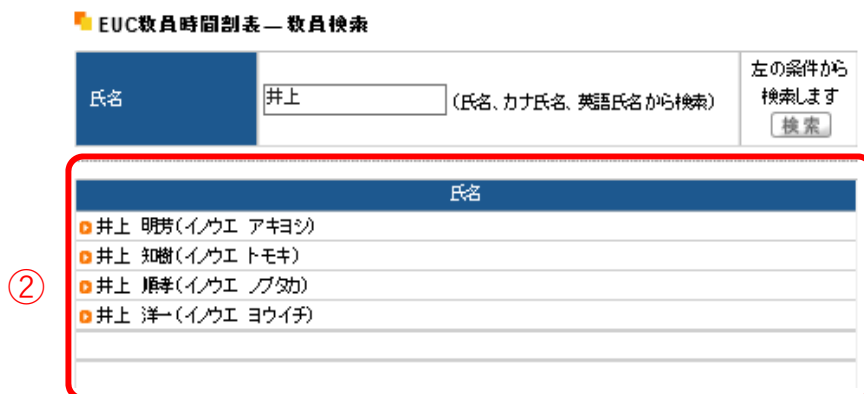 EUC教員時間割表 — 教員検索
氏名
井上
(氏名、カナ氏名、英語氏名から検索)
左の条件から
検索します
検索
②
氏名
井上 明芳(イノウエ アキヨシ)
井上 知樹(イノウエ トモキ)
井上 順孝(イノウエ ノブタカ)
井上 洋一(イノウエ ヨウイチ)